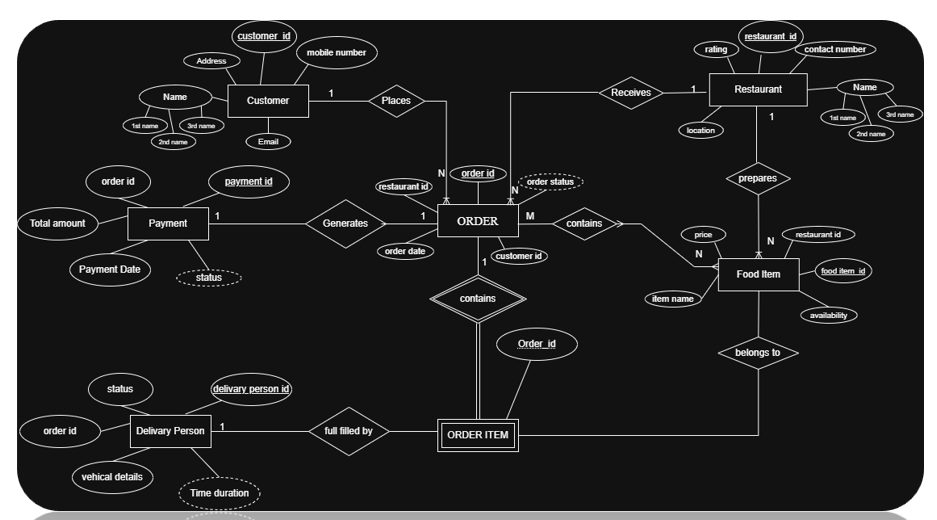 customer_id
restaurant_id
Address
mobile number
rating
contact number
Customer
1
Places
Receives
1
Restaurant
Name
Name
1st name
2nd name
3rd name
1st name
2nd name
3rd name
Email
location
1
order id
payment id
N
restaurant id
order id
order status
N
prepares
Total amount
Payment
1
Generates
1
ORDER
M
contains
price
restaurant id
N
order date
customer id
N
Payment Date
status
1
Food Item
food item_id
item name
availability
contains
Order_id
belongs to
status
delivary person id
order id
Delivary Person
1
full filled by
ORDER ITEM
vehical details
Time duration